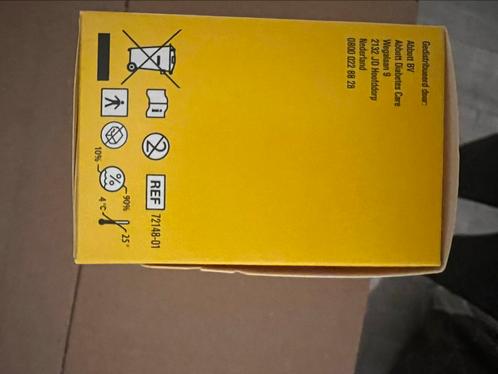 Gedistribueerd door:
Abbott BV
Abbott Diabetes Care
Wegalaan 9
2132 JD Hoofddorp
Nederland
0800 022 88 28
i
2
REF
72148-01
%
10%
90%
4°C
25°